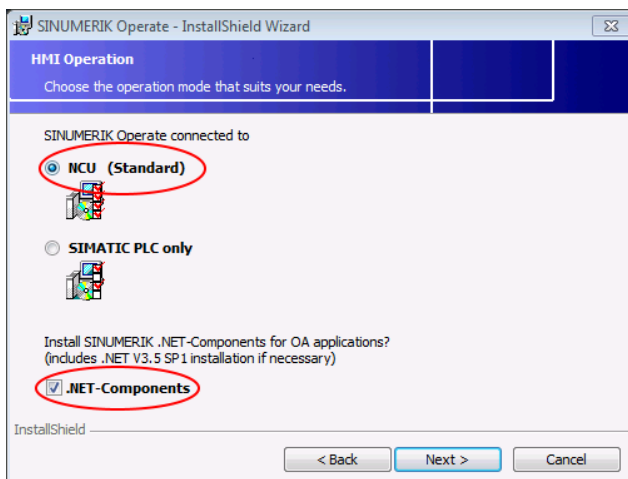 SINUMERIK Operate - InstallShield Wizard
HMI Operation
Choose the operation mode that suits your needs.
SINUMERIK Operate connected to
NCU (Standard)
SIMATIC PLC only
Install SINUMERIK .NET-Components for OA applications?
(includes .NET V3.5 SP1 installation if necessary)
.NET-Components
InstallShield
< Back Next > Cancel